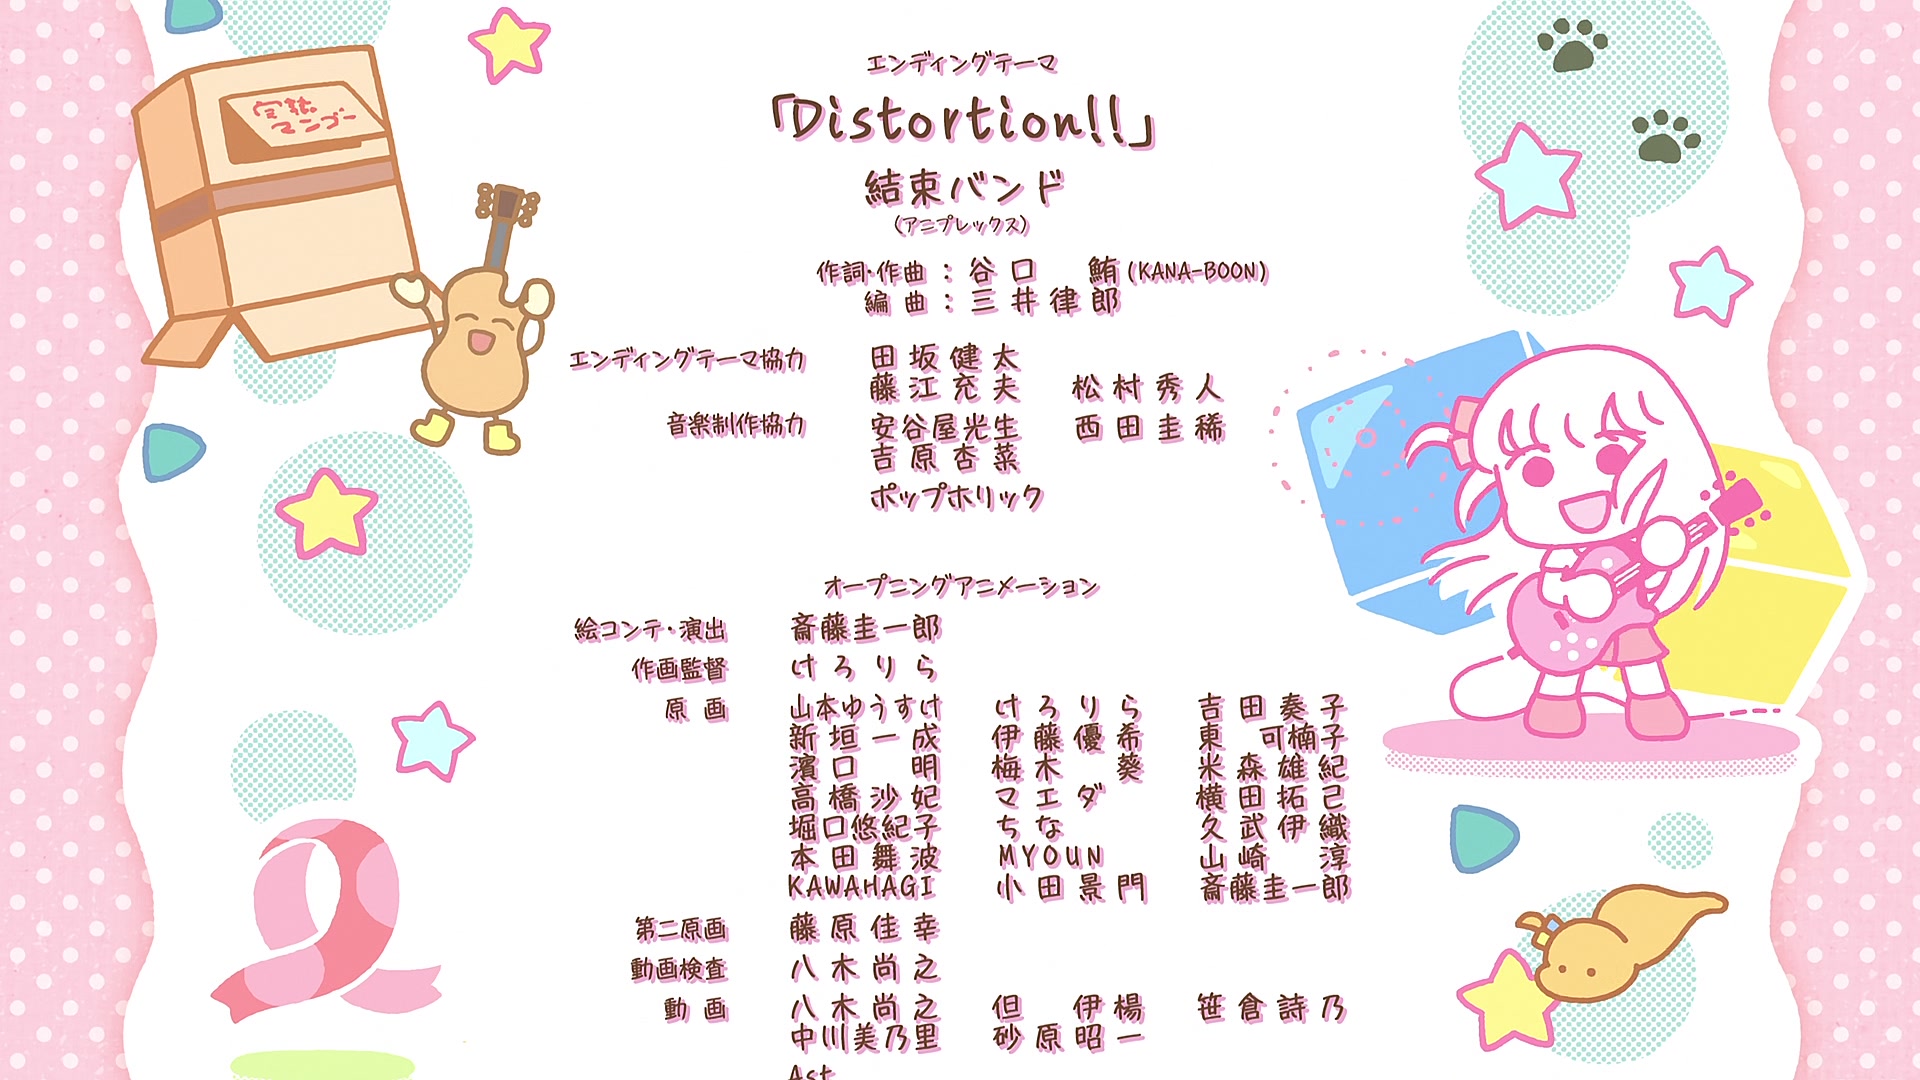 完熟
マンゴー
エンディングテーマ
「Distortion!!」
結束バンド
(アニプレックス)
作詞・作曲 : 谷口 鮪(KANA-BOON)
編曲 : 三井律郎
エンディングテーマ協力 田坂健太
藤江充夫 松村秀人
音楽制作協力 安谷屋光生 西田圭稀
吉原杏菜
ポップホリック
オープニングアニメーション
絵コンテ・演出 斎藤圭一郎
作画監督 けろりら
原画 山本ゆうすけ けろりら 吉田奏子
新垣一成 伊藤優希 東 可楠子
濱口 明 梅木 葵 米森雄紀
高橋沙妃 マエダ 横田拓己
堀口悠紀子 ちな 久武伊織
本田舞波 MYOUN 山崎 淳
KAWAHAGI 小田景門 斎藤圭一郎
第二原画 藤原佳幸
動画検査 八木尚之
動画 八木尚之 但 伊楊 笹倉詩乃
中川美乃里 砂原昭一
Ast